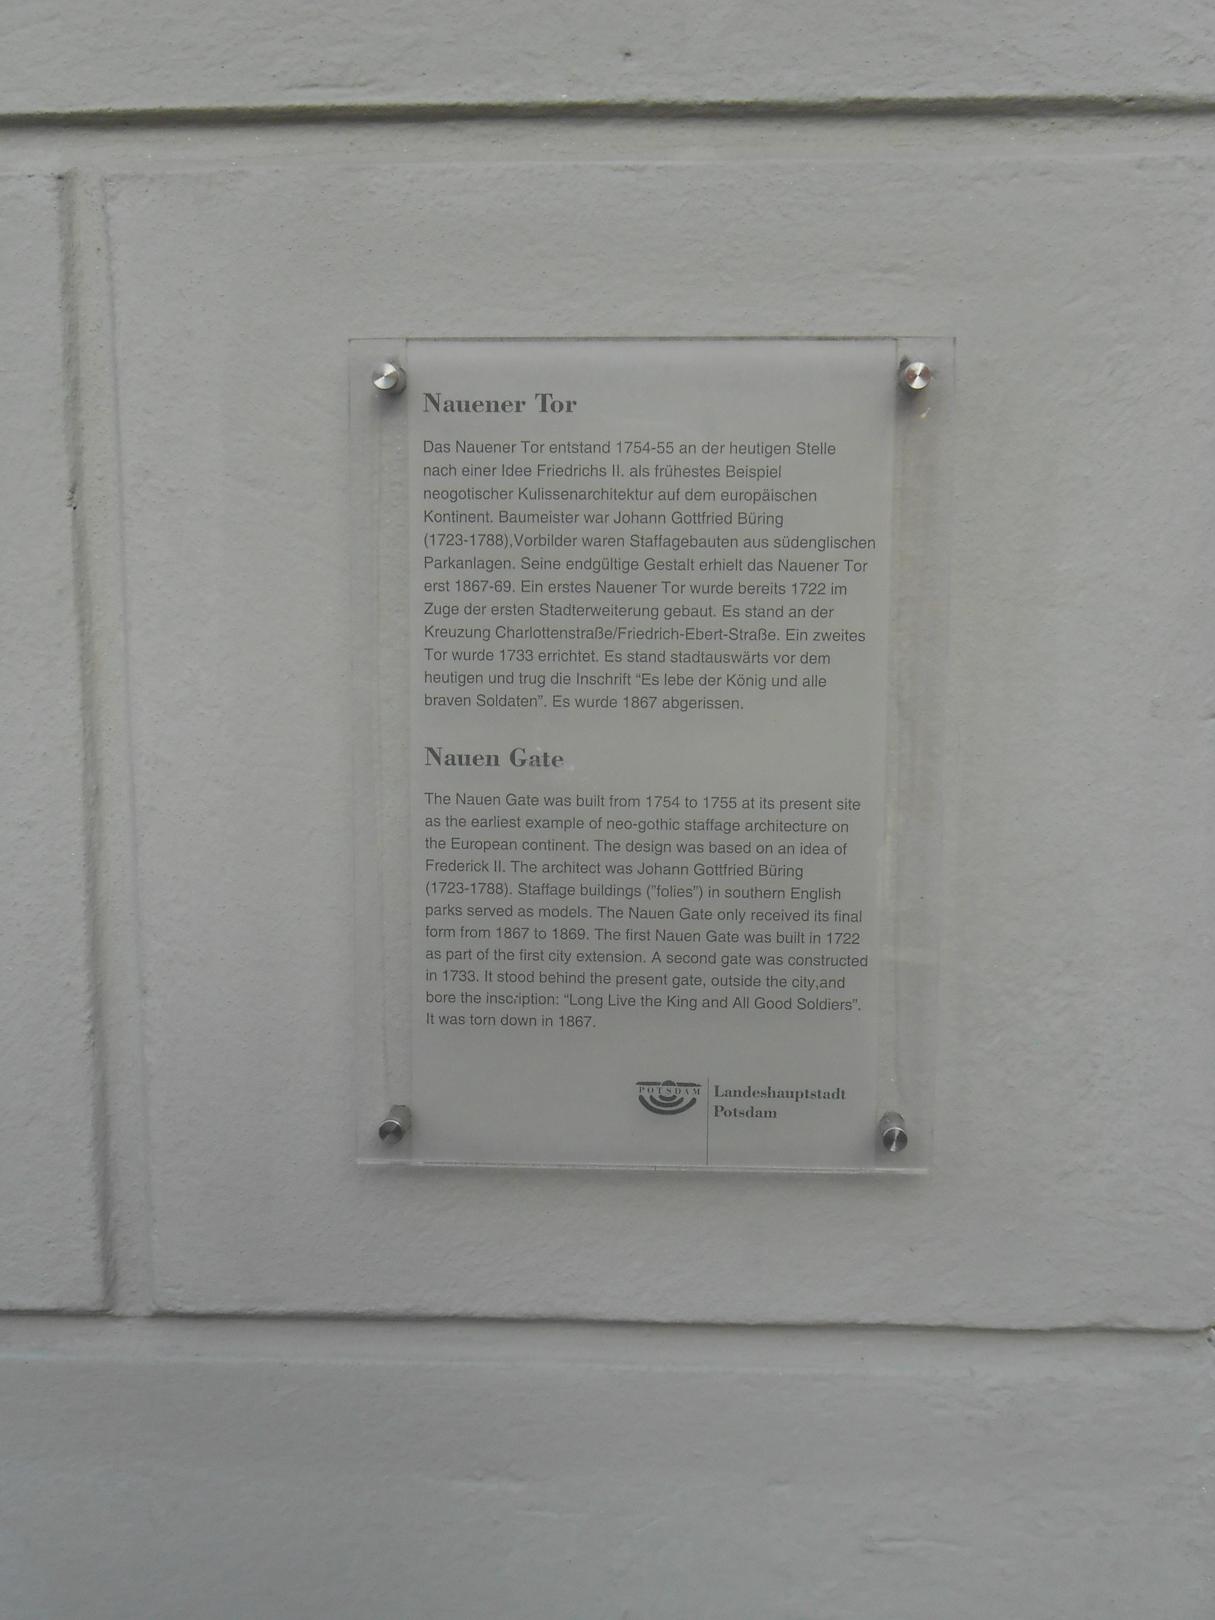 Nauener Tor
Das Nauener Tor entstand 1754-55 an der heutigen Stelle
nach einer Idee Friedrichs II. als frühestes Beispiel
neogotischer Kulissenarchitektur auf dem europäischen
Kontinent. Baumeister war Johann Gottfried Büring
(1723-1788),Vorbilder waren Staffagebauten aus südenglischen
Parkanlagen. Seine endgültige Gestalt erhielt das Nauener Tor
erst 1867-69. Ein erstes Nauener Tor wurde bereits 1722 im
Zuge der ersten Stadterweiterung gebaut. Es stand an der
Kreuzung Charlottenstraße/Friedrich-Ebert-Straße. Ein zweites
Tor wurde 1733 errichtet. Es stand stadtauswärts vor dem
heutigen und trug die Inschrift “Es lebe der König und alle
braven Soldaten”. Es wurde 1867 abgerissen.
Nauen Gate
The Nauen Gate was built from 1754 to 1755 at its present site
as the earliest example of neo-gothic staffage architecture on
the European continent. The design was based on an idea of
Frederick II. The architect was Johann Gottfried Büring
(1723-1788). Staffage buildings (”folies”) in southern English
parks served as models. The Nauen Gate only received its final
form from 1867 to 1869. The first Nauen Gate was built in 1722
as part of the first city extension. A second gate was constructed
in 1733. It stood behind the present gate, outside the city,and
bore the inscription: “Long Live the King and All Good Soldiers”.
It was torn down in 1867.
POTSDAM
Landeshauptstadt
Potsdam